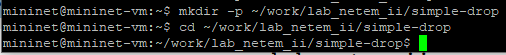 mininet@mininet-vm:~$ mkdir -p ~/work/lab_netem_ii/simple-drop
mininet@mininet-vm:~$ cd ~/work/lab_netem_ii/simple-drop
mininet@mininet-vm:~/work/lab_netem_ii/simple-drop$